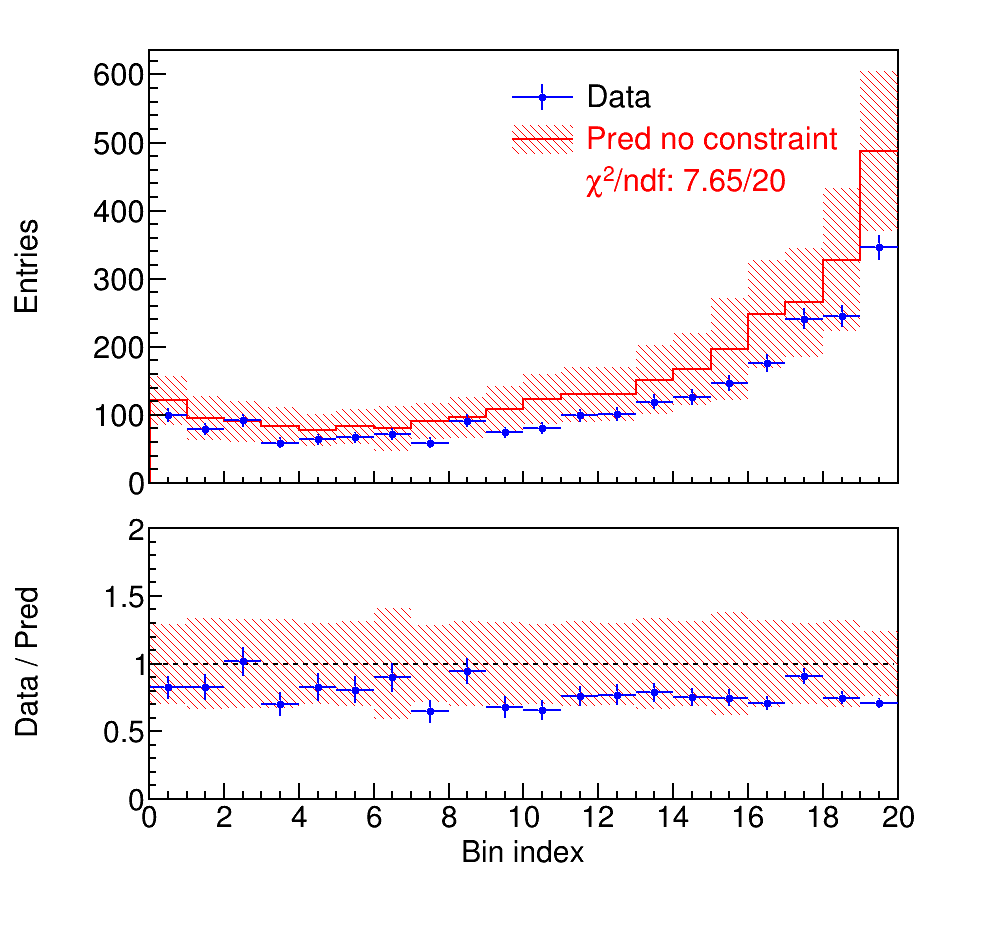 600
500
400
300
200
100
0
Entries
Data
Pred no constraint
χ²/ndf: 7.65/20
2
1.5
1
0.5
0
Data / Pred
0 2 4 6 8 10 12 14 16 18 20
Bin index